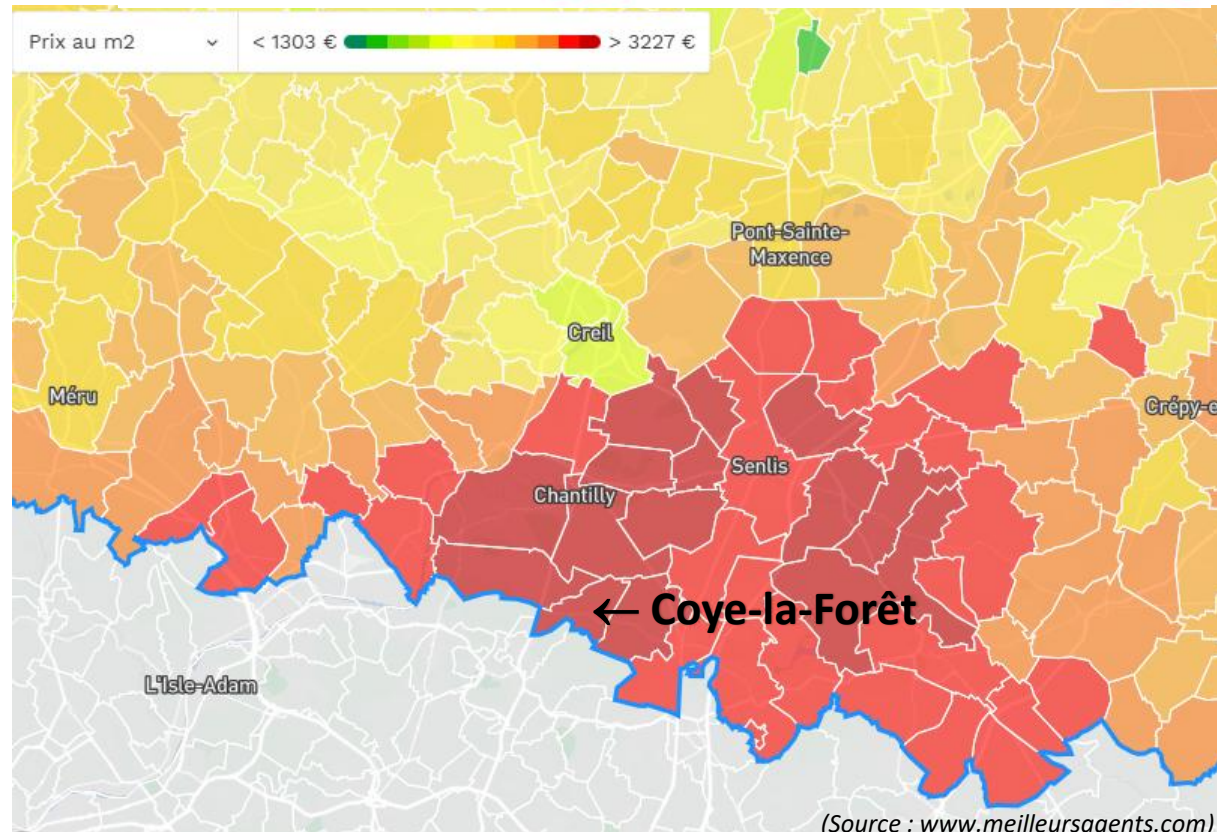 Prix au m2
< 1303 €
> 3227 €
Pont-Sainte-
Maxence
Creil
Méru
Crépy-e
Senlis
Chantilly
← Coye-la-Forêt
L'Isle-Adam
(Source : www.meilleursagents.com)